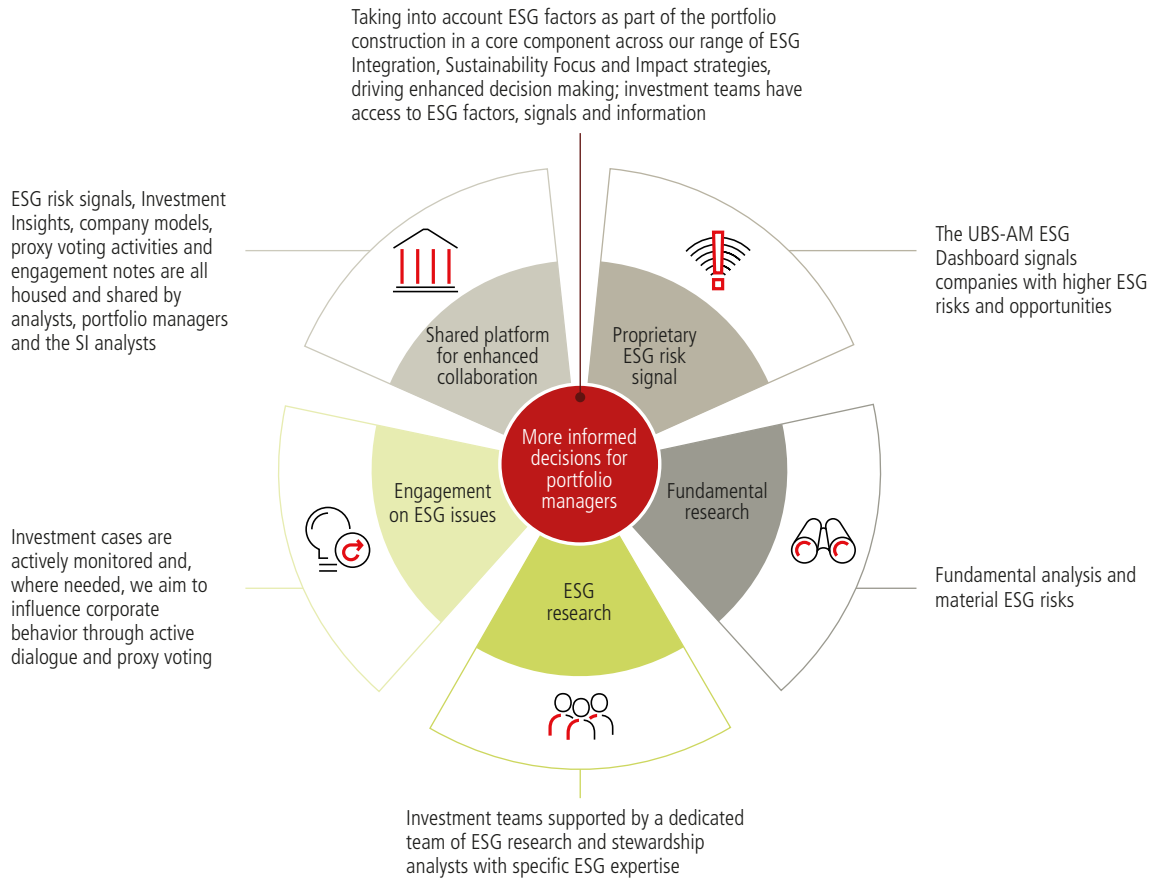 Taking into account ESG factors as part of the portfolio
construction in a core component across our range of ESG
Integration, Sustainability Focus and Impact strategies,
driving enhanced decision making; investment teams have
access to ESG factors, signals and information
ESG risk signals, Investment
Insights, company models,
proxy voting activities and
engagement notes are all
housed and shared by
analysts, portfolio managers
and the SI analysts
The UBS-AM ESG
Dashboard signals
companies with higher ESG
risks and opportunities
Shared platform
for enhanced
collaboration
Proprietary
ESG risk
signal
More informed
decisions for
portfolio
managers
Engagement
on ESG issues
Fundamental
research
ESG
research
Investment cases are
actively monitored and,
where needed, we aim to
influence corporate
behavior through active
dialogue and proxy voting
Fundamental analysis and
material ESG risks
Investment teams supported by a dedicated
team of ESG research and stewardship
analysts with specific ESG expertise